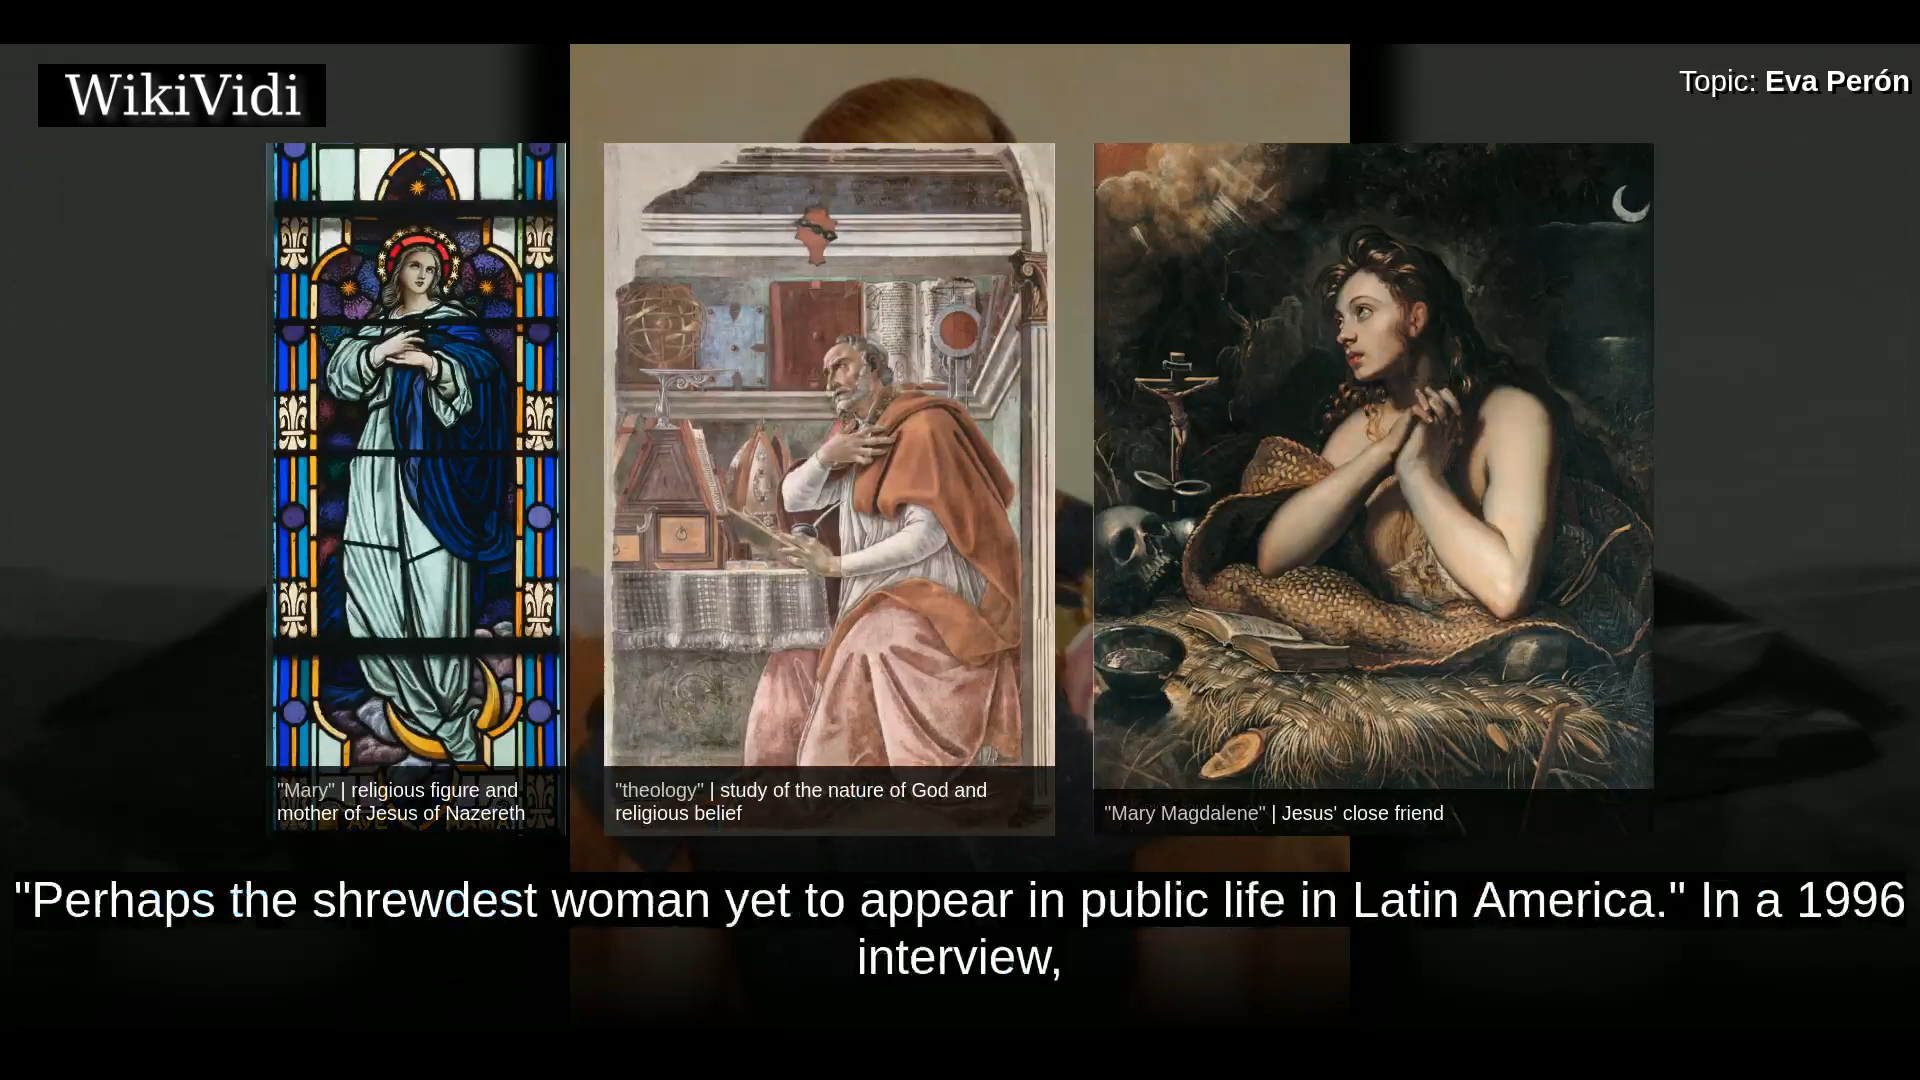 WikiVidi
Topic: Eva Perón
"Mary" | religious figure and
mother of Jesus of Nazereth
"theology" | study of the nature of God and
religious belief
"Mary Magdalene" | Jesus' close friend
"Perhaps the shrewdest woman yet to appear in public life in Latin America." In a 1996
interview,